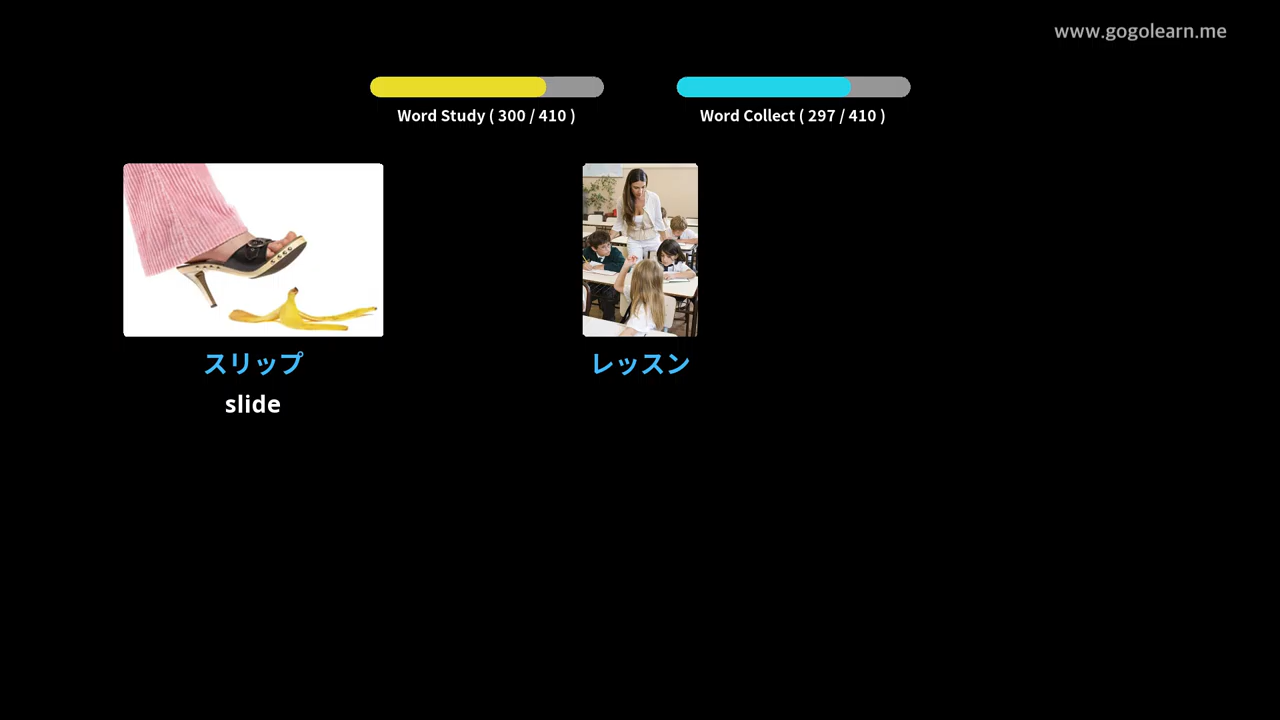 www.gogolearn.me
Word Study ( 300 / 410 )
Word Collect ( 297 / 410 )
スリップ
レッスン
slide